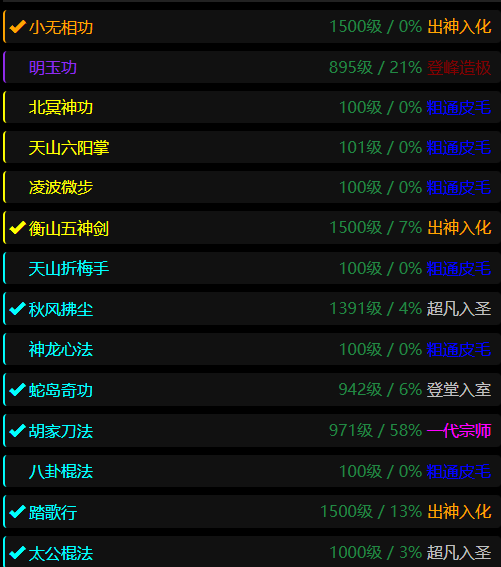 小无相功 1500级 / 0% 出神入化
明玉功 895级 / 21% 登峰造极
北冥神功 100级 / 0% 粗通皮毛
天山六阳掌 101级 / 0% 粗通皮毛
凌波微步 100级 / 0% 粗通皮毛
衡山五神剑 1500级 / 7% 出神入化
天山折梅手 100级 / 0% 粗通皮毛
秋风拂尘 1391级 / 4% 超凡入圣
神龙心法 100级 / 0% 粗通皮毛
蛇岛奇功 942级 / 6% 登堂入室
胡家刀法 971级 / 58% 一代宗师
八卦棍法 100级 / 0% 粗通皮毛
踏歌行 1500级 / 13% 出神入化
太公棍法 1000级 / 3% 超凡入圣